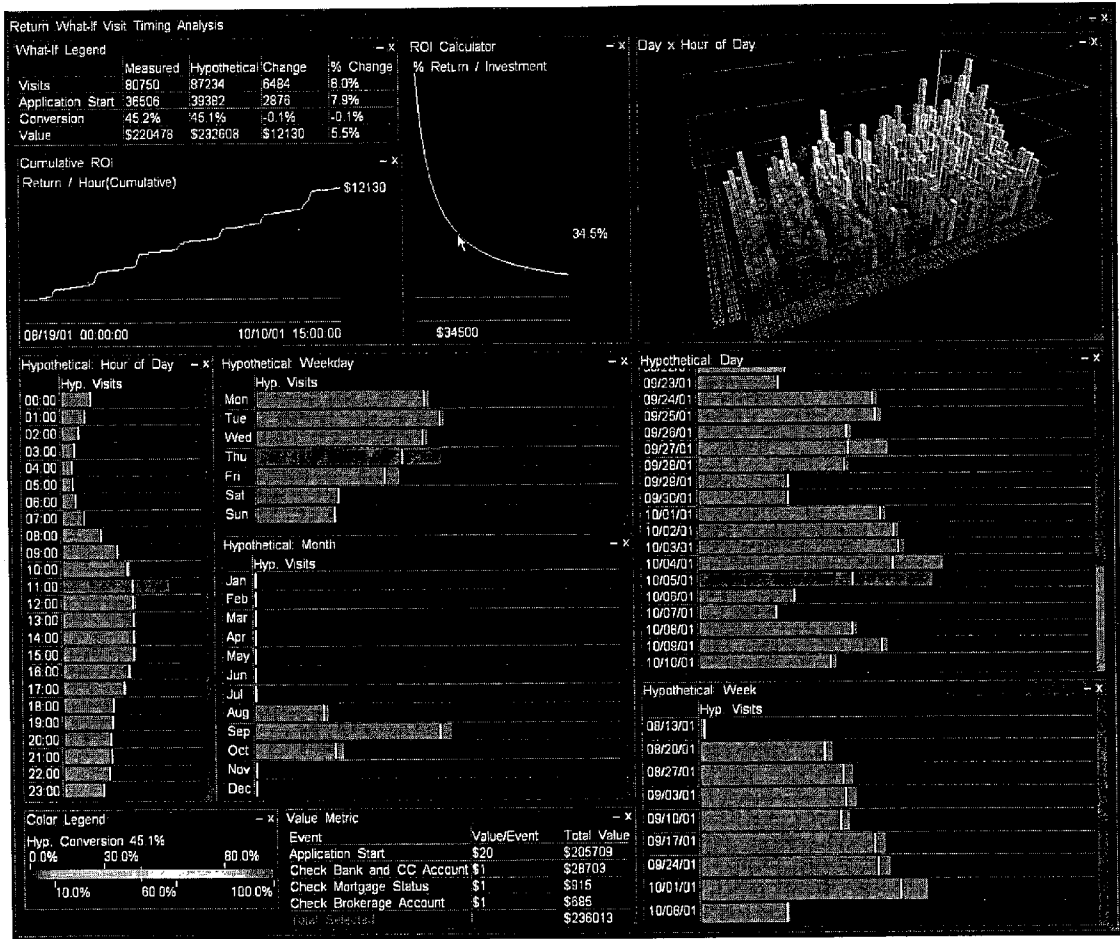 Return What-If Visit Timing Analysis
What-If Legend
Measured Hypothetical Change % Change
Visits 80750 87234 6484 8.0%
Application Start 36506 39382 2876 7.9%
Conversion 45.2% 45.1% -0.1% -0.1%
Value $220478 $232608 $12130 5.5%
ROI Calculator
% Return / Investment
34.5%
$34500
Day x Hour of Day
Cumulative ROI
Return / Hour(Cumulative)
$12130
08/19/01 00:00:00 10/10/01 15:00:00
Hypothetical: Hour of Day
Hyp. Visits
00:00
01:00
02:00
03:00
04:00
05:00
06:00
07:00
08:00
09:00
10:00
11:00
12:00
13:00
14:00
15:00
16:00
17:00
18:00
19:00
20:00
21:00
22:00
23:00
Hypothetical: Weekday
Hyp. Visits
Mon
Tue
Wed
Thu
Fri
Sat
Sun
Hypothetical: Month
Hyp. Visits
Jan
Feb
Mar
Apr
May
Jun
Jul
Aug
Sep
Oct
Nov
Dec
Hypothetical: Day
09/23/01
09/24/01
09/25/01
09/26/01
09/27/01
09/28/01
09/29/01
09/30/01
10/01/01
10/02/01
10/03/01
10/04/01
10/05/01
10/06/01
10/07/01
10/08/01
10/09/01
10/10/01
Hypothetical: Week
Hyp. Visits
08/13/01
08/20/01
08/27/01
09/03/01
09/10/01
09/17/01
09/24/01
10/01/01
10/08/01
Color Legend
Hyp. Conversion 45.1%
0.0% 30.0% 80.0%
10.0% 60.0% 100.0%
Value Metric
Event Value/Event Total Value
Application Start $20 $205709
Check Bank and CC Account $1 $28703
Check Mortgage Status $1 $915
Check Brokerage Account $1 $685
Total Selected $236013